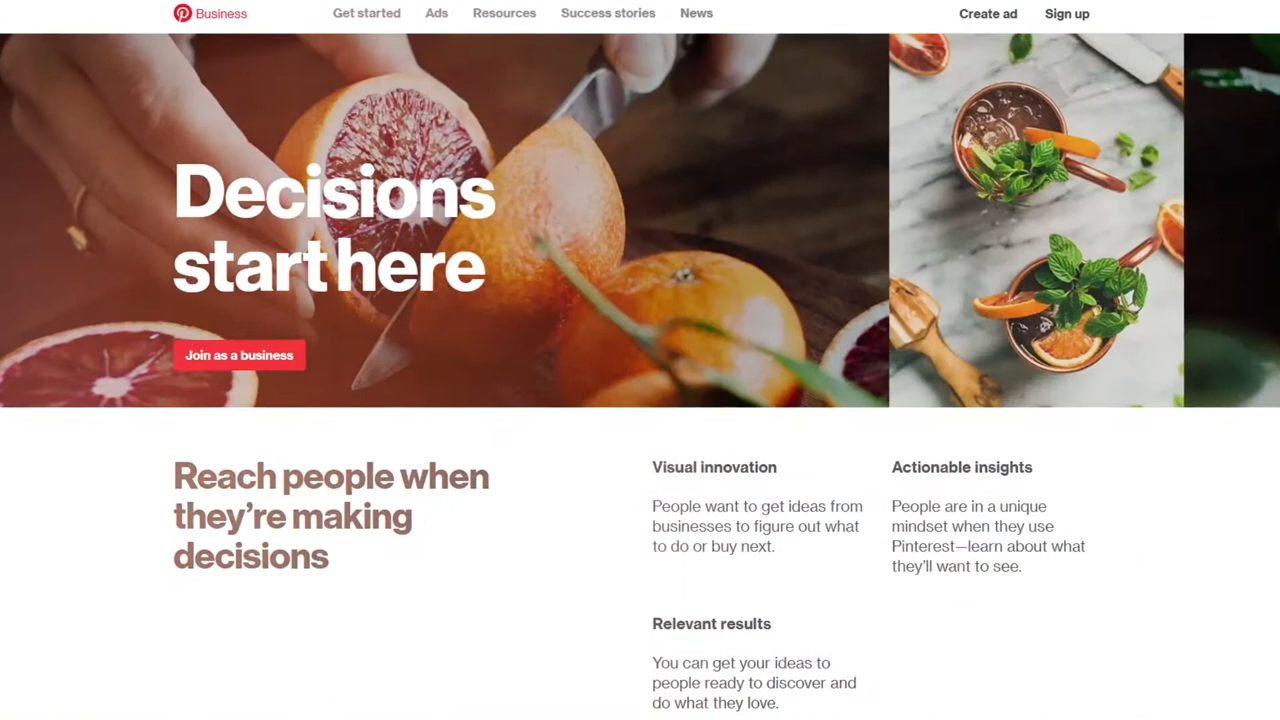 Business
Get started
Ads
Resources
Success stories
News
Create ad
Sign up
Decisions
start here
Join as a business
Reach people when
they're making
decisions
Visual innovation
People want to get ideas from
businesses to figure out what
to do or buy next.
Actionable insights
People are in a unique
mindset when they use
Pinterest—learn about what
they'll want to see.
Relevant results
You can get your ideas to
people ready to discover and
do what they love.